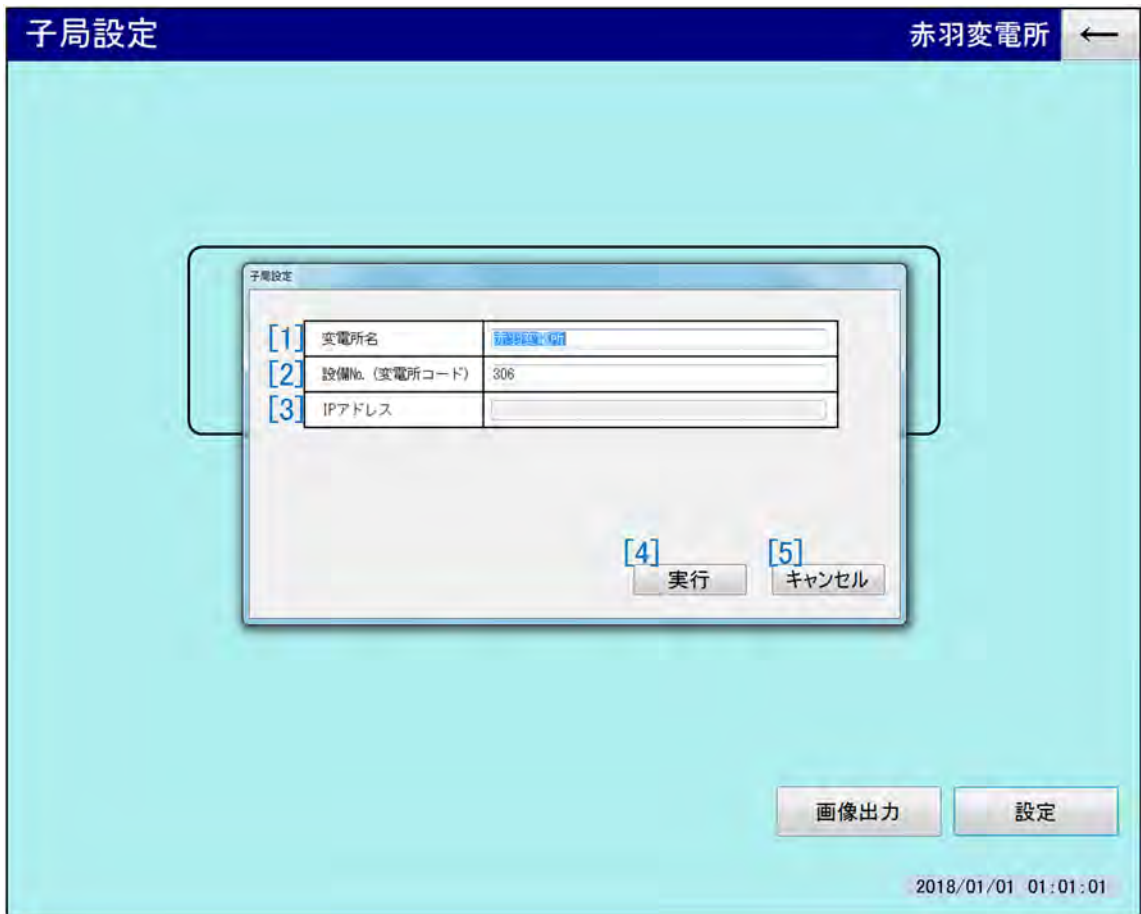 子局設定 赤羽変電所 ←
子局設定
[1] 変電所名 赤羽変電所
[2] 設備No.（変電所コード） 306
[3] IPアドレス
[4] 実行 [5] キャンセル
画像出力 設定
2018/01/01 01:01:01